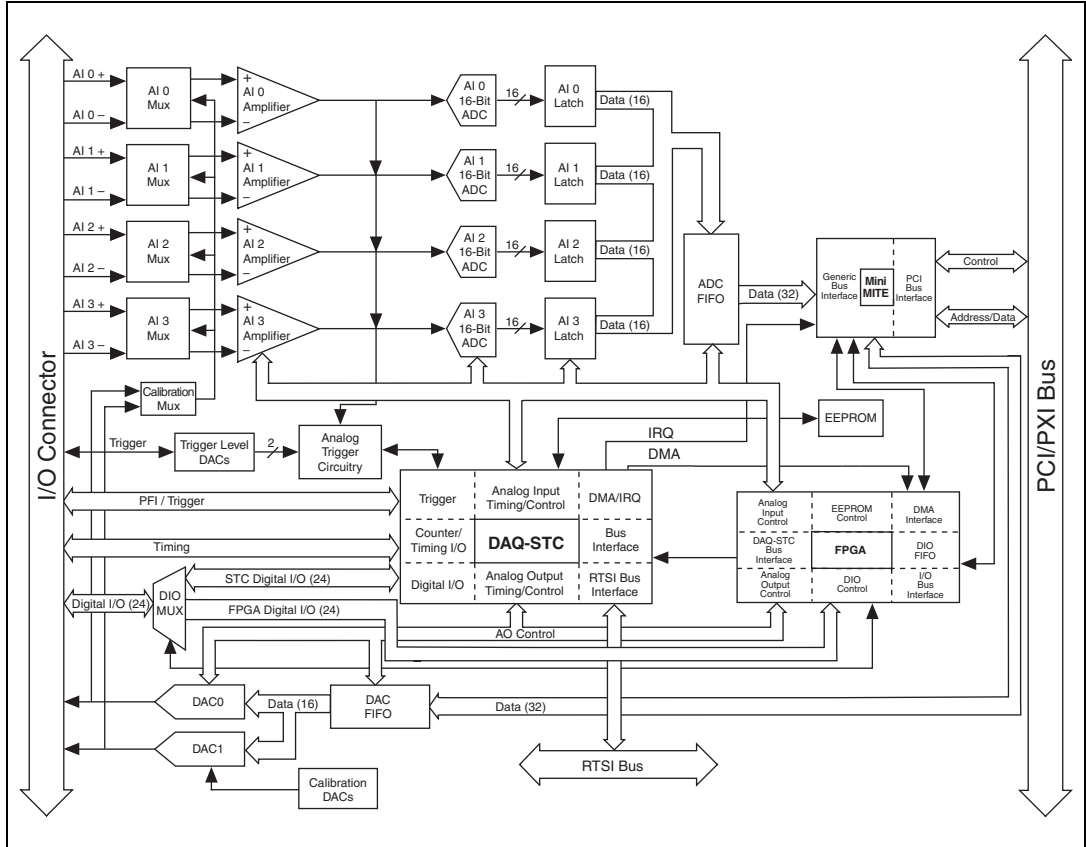 I/O Connector
PCI/PXI Bus
AI 0 +
AI 0 –
AI 0
Mux
+
AI 0
Amplifier
–
AI 0
16-Bit
ADC
16
AI 0
Latch
Data (16)
AI 1 +
AI 1 –
AI 1
Mux
+
AI 1
Amplifier
–
AI 1
16-Bit
ADC
16
AI 1
Latch
Data (16)
AI 2 +
AI 2 –
AI 2
Mux
+
AI 2
Amplifier
–
AI 2
16-Bit
ADC
16
AI 2
Latch
Data (16)
AI 3 +
AI 3 –
AI 3
Mux
+
AI 3
Amplifier
–
AI 3
16-Bit
ADC
16
AI 3
Latch
Data (16)
ADC
FIFO
Data (32)
Generic
Bus
Interface
Mini
MITE
PCI
Bus
Interface
Control
Address/Data
Calibration
Mux
Trigger
Trigger Level
DACs
2
Analog
Trigger
Circuitry
IRQ
DMA
EEPROM
PFI / Trigger
Timing
STC Digital I/O (24)
Digital I/O (24)
DIO
MUX
FPGA Digital I/O (24)
Trigger
Analog Input
Timing/Control
DMA/IRQ
Counter/
Timing I/O
DAQ-STC
Bus
Interface
Digital I/O
Analog Output
Timing/Control
RTSI Bus
Interface
Analog
Input
Control
EEPROM
Control
DMA
Interface
DAQ-STC
Bus
Interface
FPGA
DIO
FIFO
Analog
Output
Control
DIO
Control
I/O
Bus
Interface
AO Control
DAC0
Data (16)
DAC
FIFO
Data (32)
DAC1
Calibration
DACs
RTSI Bus